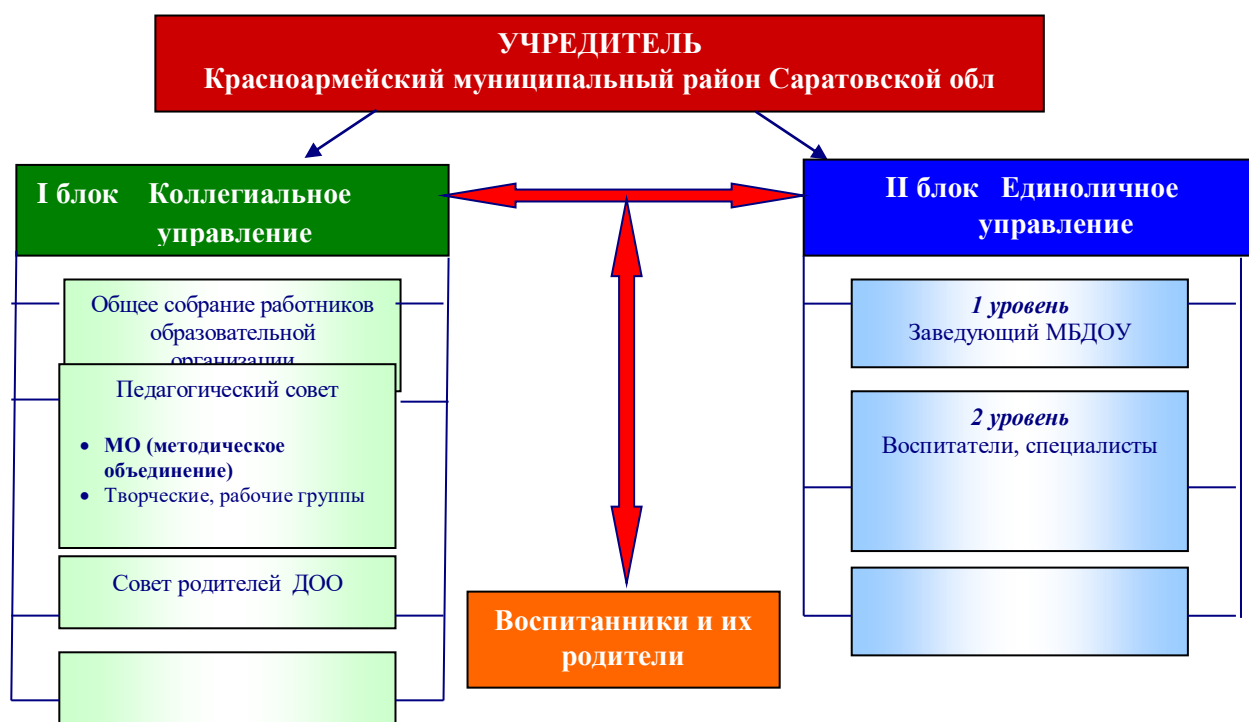 УЧРЕДИТЕЛЬ
Красноармейский муниципальный район Саратовской обл
I блок Коллегиальное
управление
Общее собрание работников
образовательной
организации
Педагогический совет
• МО (методическое
объединение)
• Творческие, рабочие группы
Совет родителей ДОО
II блок Единоличное
управление
1 уровень
Заведующий МБДОУ
2 уровень
Воспитатели, специалисты
Воспитанники и их
родители